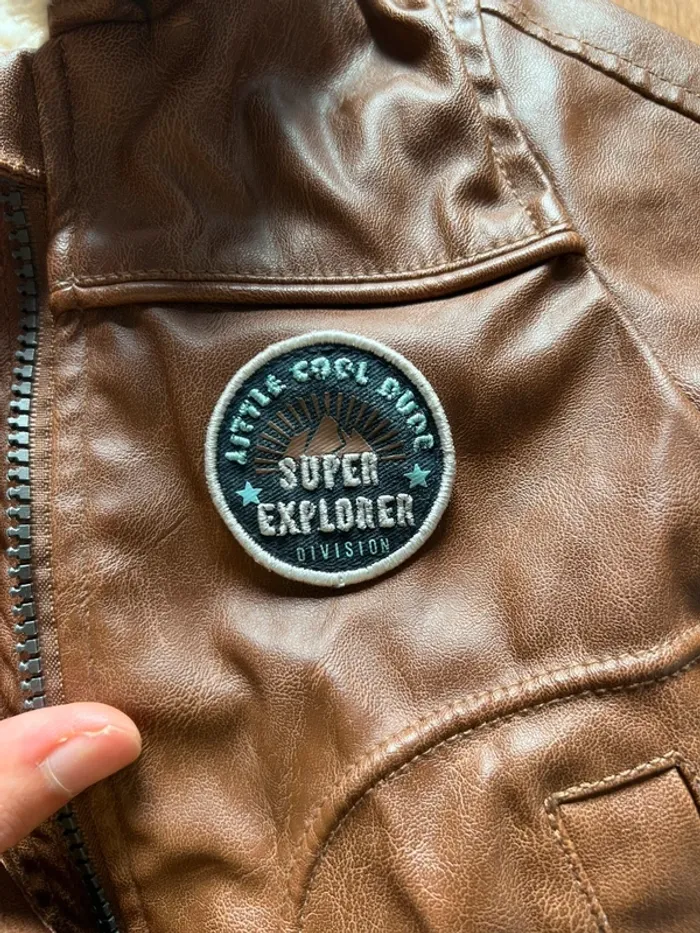 LITTLE COOL DUDE
SUPER
EXPLORER
DIVISION